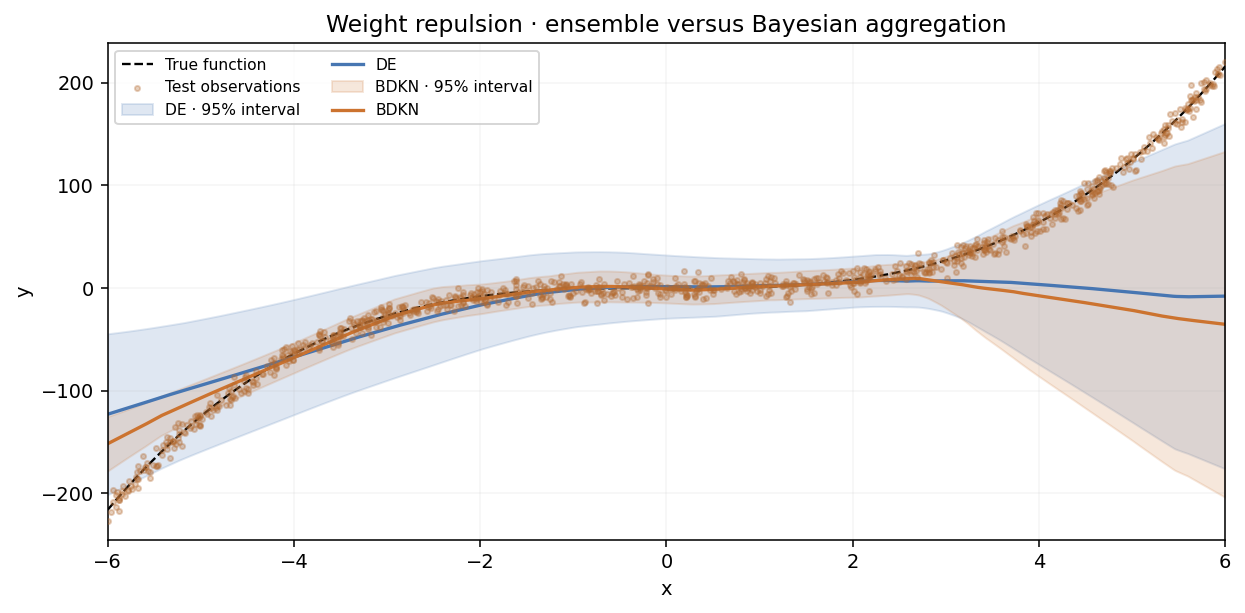 Weight repulsion · ensemble versus Bayesian aggregation
True function
Test observations
DE · 95% interval
DE
BDKN · 95% interval
BDKN
y
200
100
0
−100
−200
−6
−4
−2
0
2
4
6
x